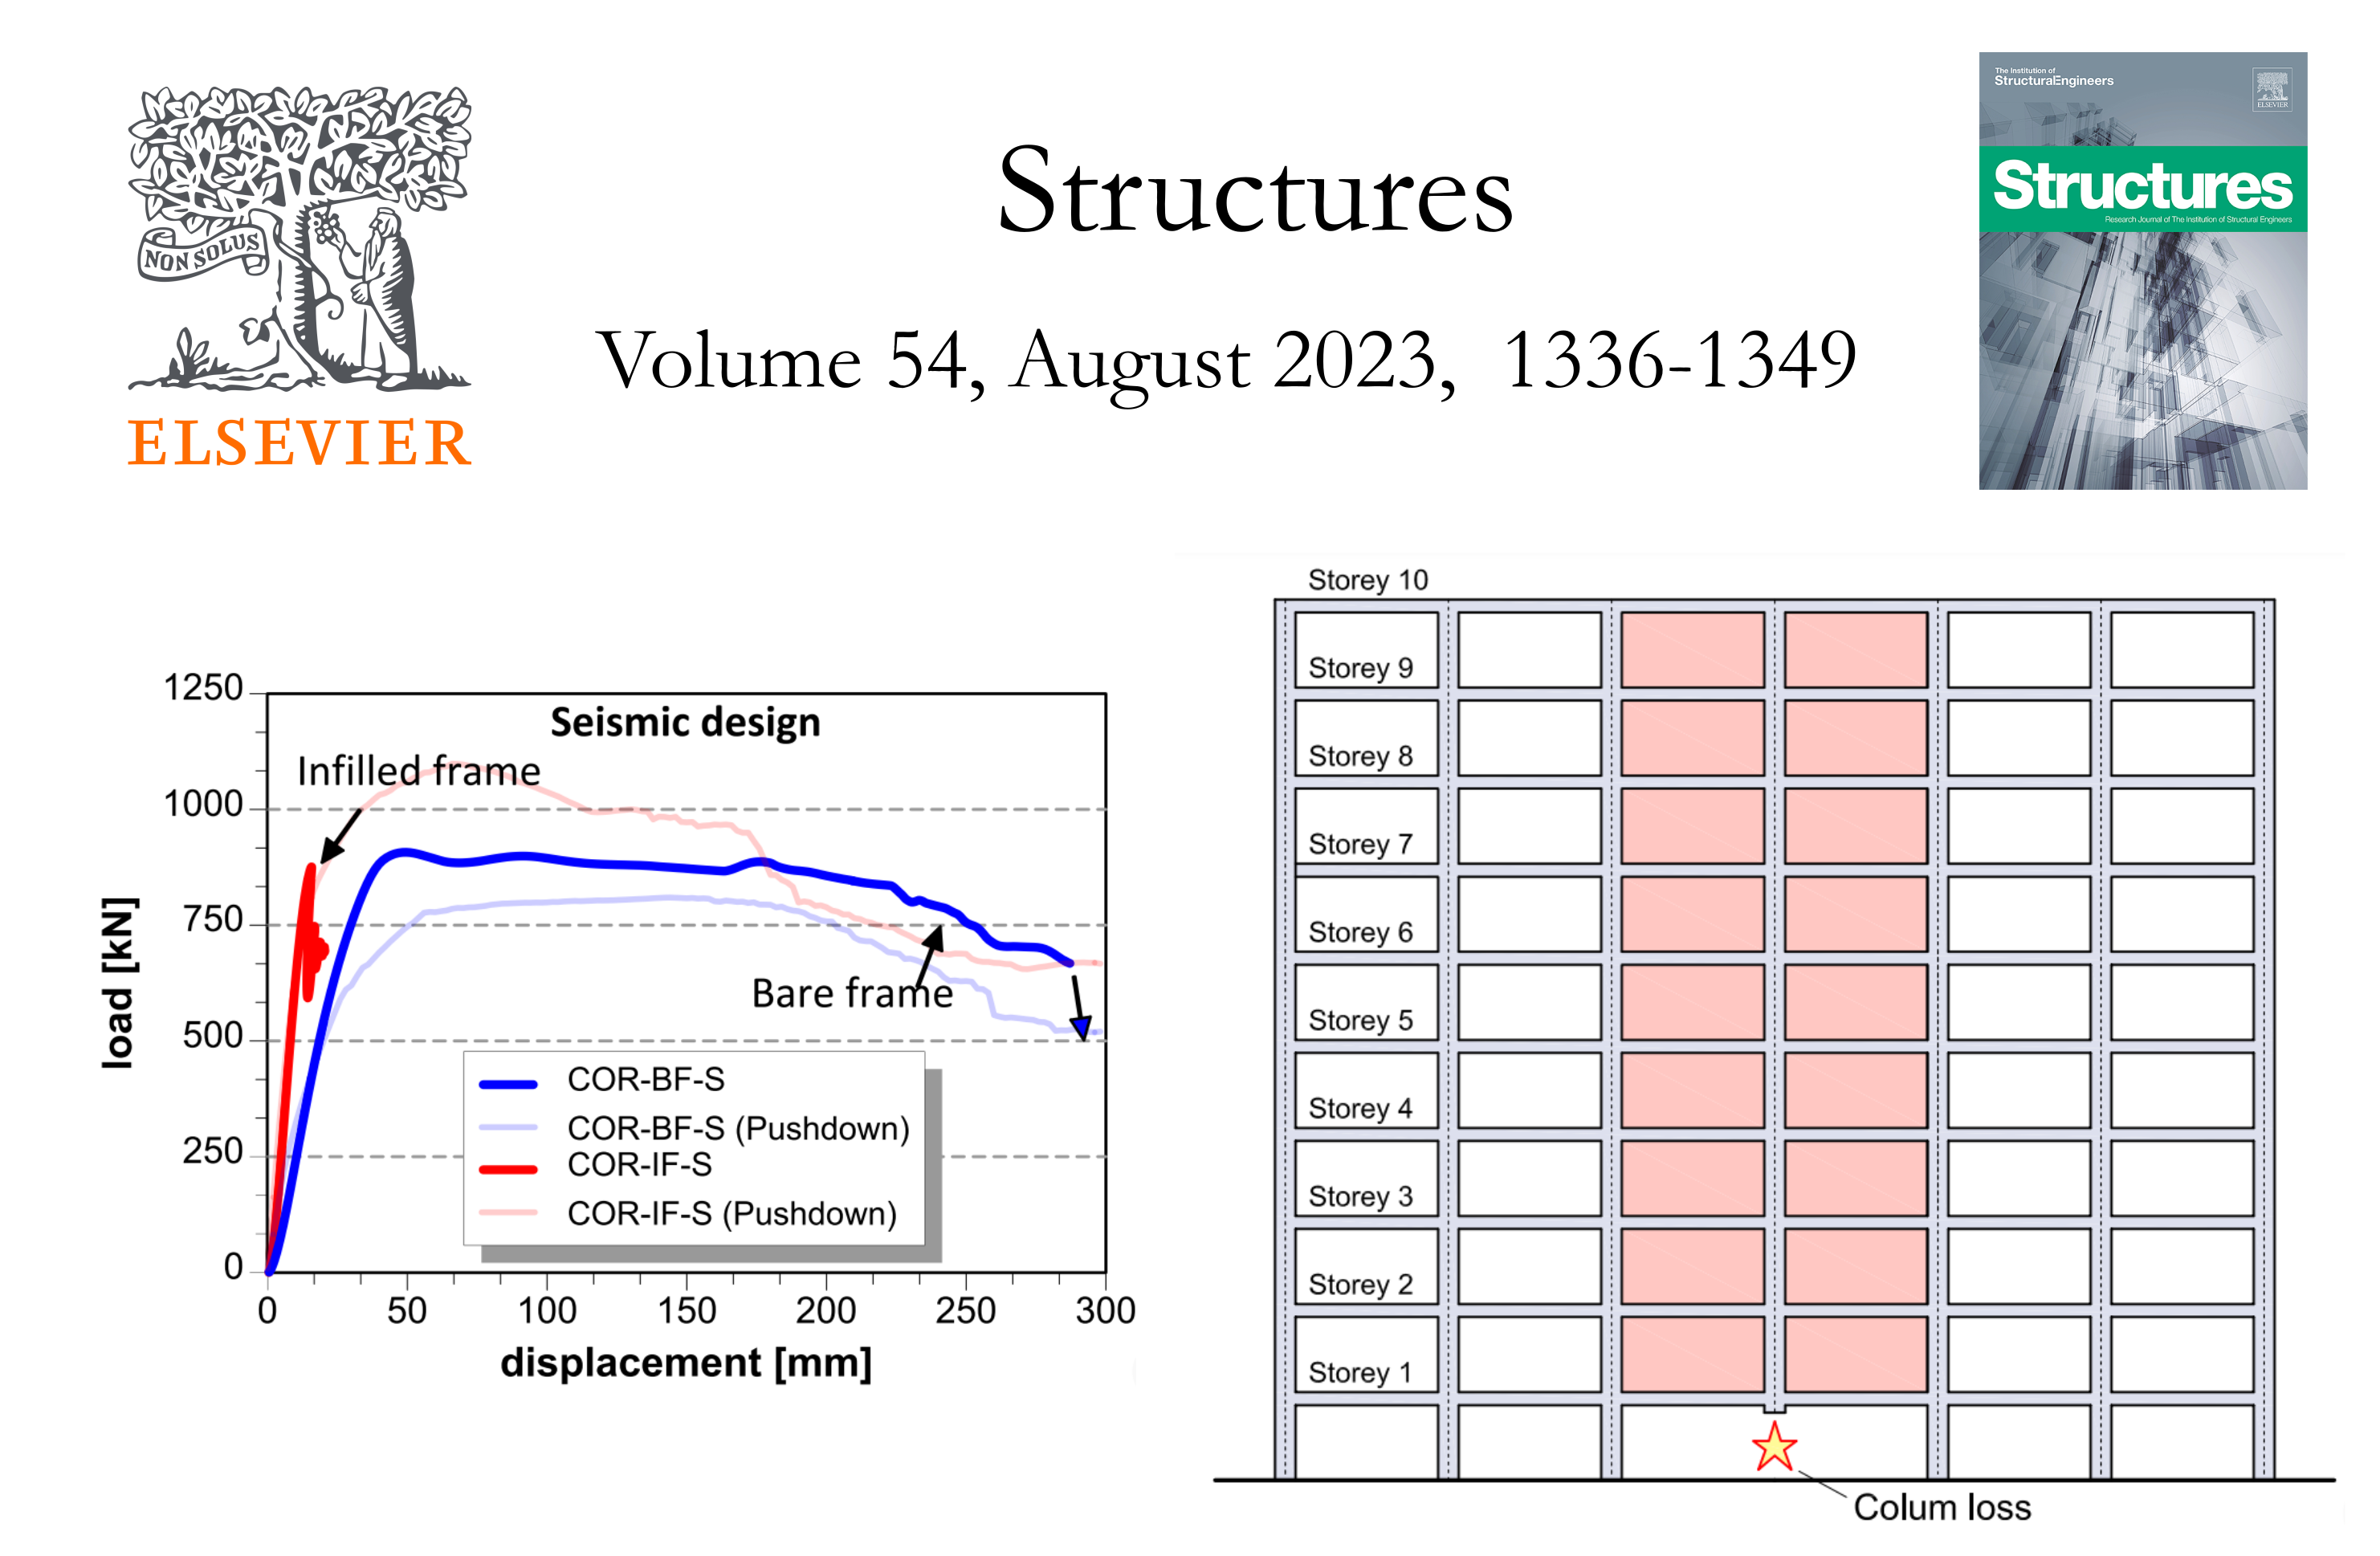 NON SOLUS
ELSEVIER
Structures
Volume 54, August 2023, 1336-1349
The Institution of
StructuralEngineers
ELSEVIER
Structures
Research Journal of The Institution of Structural Engineers
Seismic design
Infilled frame
Bare frame
1250
1000
750
500
250
0
load [kN]
COR-BF-S
COR-BF-S (Pushdown)
COR-IF-S
COR-IF-S (Pushdown)
0 50 100 150 200 250 300
displacement [mm]
Storey 10
Storey 9
Storey 8
Storey 7
Storey 6
Storey 5
Storey 4
Storey 3
Storey 2
Storey 1
Colum loss